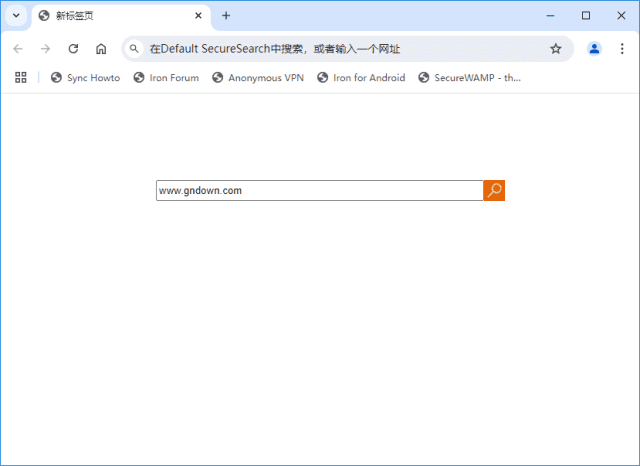 新标签页
在Default SecureSearch中搜索，或者输入一个网址
Sync Howto Iron Forum Anonymous VPN Iron for Android SecureWAMP - th...
www.gndown.com